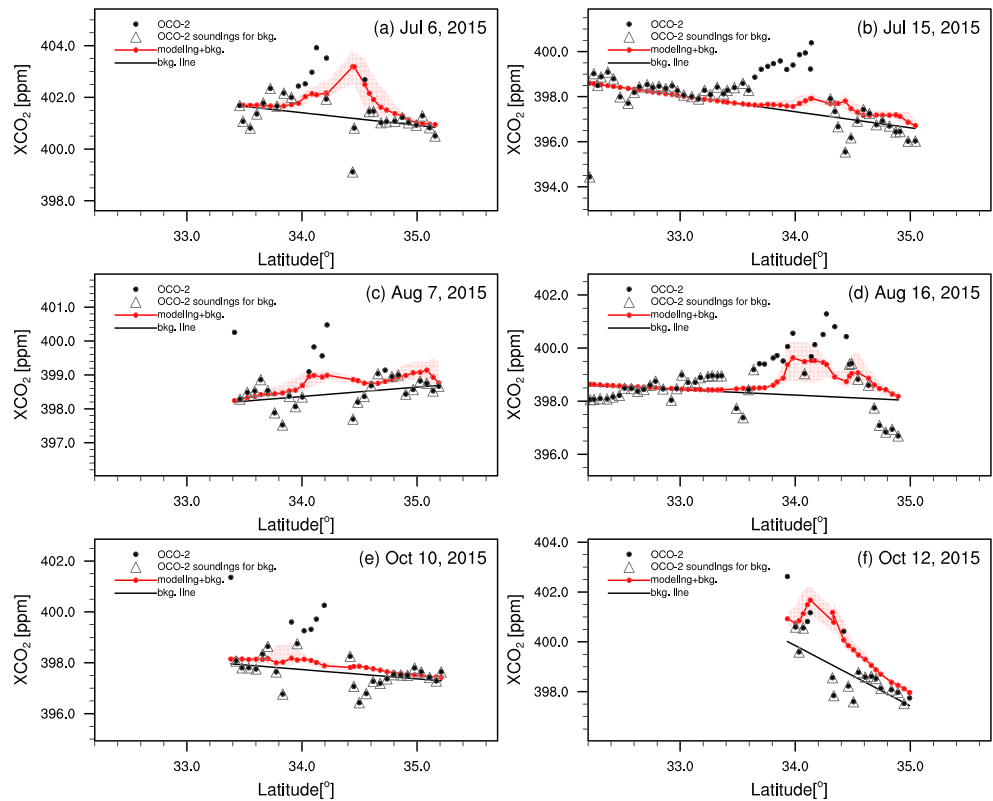 (a) Jul 6, 2015
OCO-2
OCO-2 soundings for bkg.
modeling+bkg.
bkg. line
XCO2 [ppm]
404.0
402.0
400.0
398.0
33.0 34.0 35.0
Latitude[o]
(b) Jul 15, 2015
OCO-2
OCO-2 soundings for bkg.
modeling+bkg.
bkg. line
XCO2 [ppm]
400.0
398.0
396.0
394.0
33.0 34.0 35.0
Latitude[o]
(c) Aug 7, 2015
OCO-2
OCO-2 soundings for bkg.
modeling+bkg.
bkg. line
XCO2 [ppm]
401.0
400.0
399.0
398.0
397.0
33.0 34.0 35.0
Latitude[o]
(d) Aug 16, 2015
OCO-2
OCO-2 soundings for bkg.
modeling+bkg.
bkg. line
XCO2 [ppm]
402.0
400.0
398.0
396.0
33.0 34.0 35.0
Latitude[o]
(e) Oct 10, 2015
OCO-2
OCO-2 soundings for bkg.
modeling+bkg.
bkg. line
XCO2 [ppm]
402.0
400.0
398.0
396.0
33.0 34.0 35.0
Latitude[o]
(f) Oct 12, 2015
OCO-2
OCO-2 soundings for bkg.
modeling+bkg.
bkg. line
XCO2 [ppm]
404.0
402.0
400.0
398.0
33.0 34.0 35.0
Latitude[o]